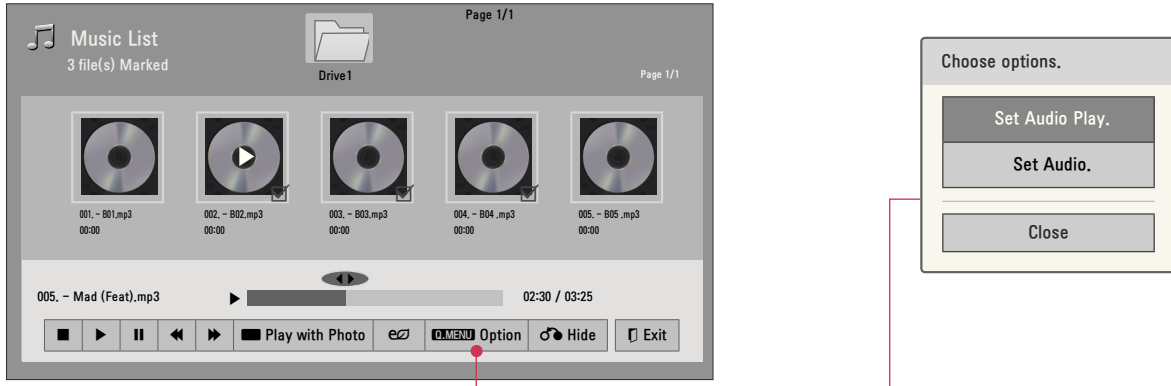 Page 1/1
Music List
3 file(s) Marked
Drive1
Page 1/1
001. - B01.mp3
00:00
002. - B02.mp3
00:00
003. - B03.mp3
00:00
004. - B04 .mp3
00:00
005. - B05 .mp3
00:00
005. - Mad (Feat).mp3
02:30 / 03:25
Play with Photo
Q.MENU Option
Hide
Exit
Choose options.
Set Audio Play.
Set Audio.
Close